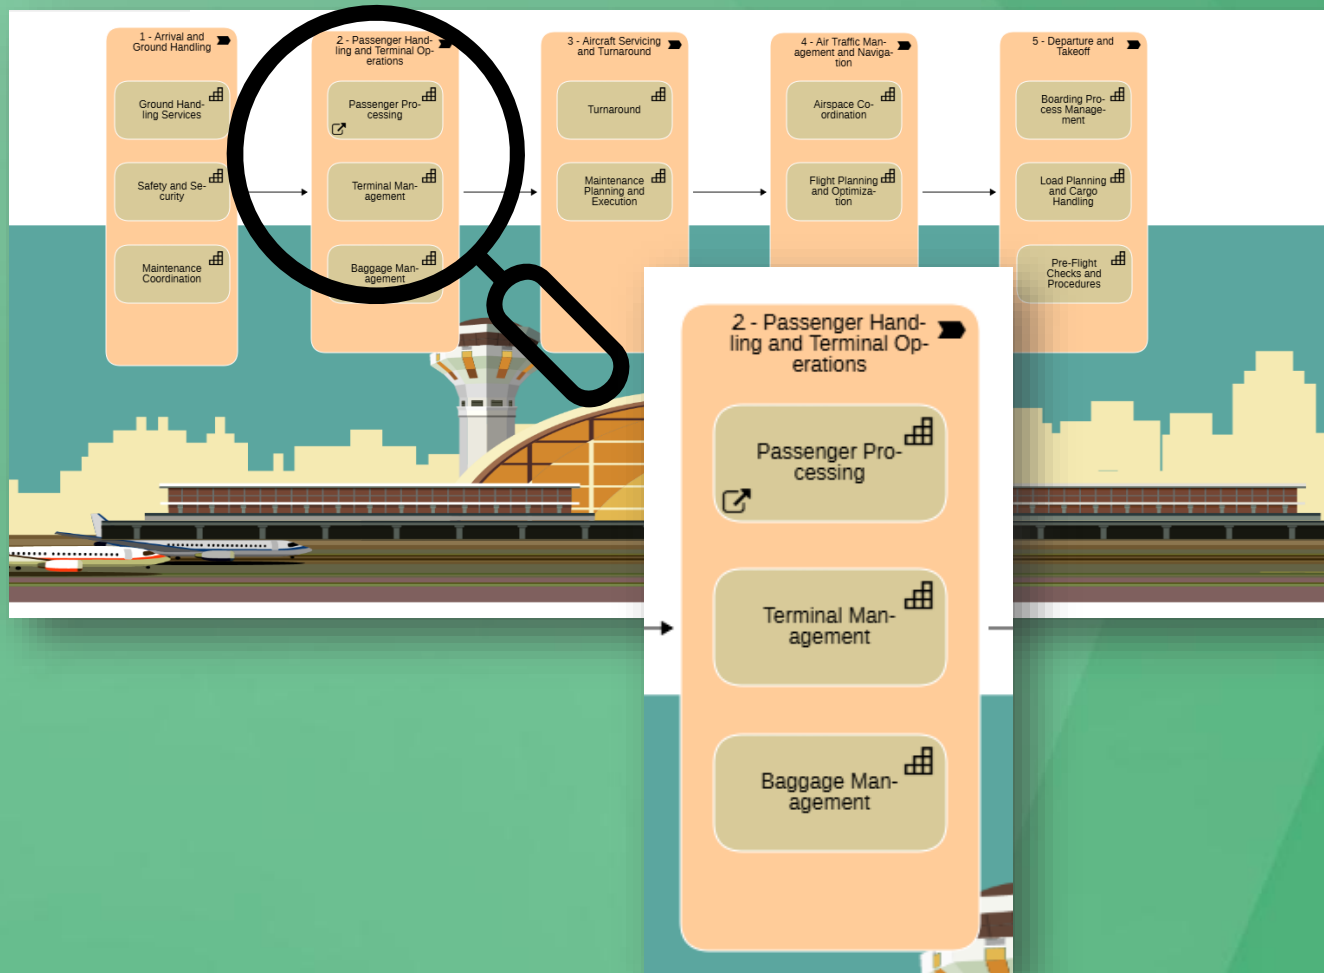 1 - Arrival and
Ground Handling
Ground Hand-
ling Services
Safety and Se-
curity
Maintenance
Coordination
2 - Passenger Hand-
ling and Terminal Op-
erations
Passenger Pro-
cessing
Terminal Man-
agement
Baggage Man-
agement
3 - Aircraft Servicing
and Turnaround
Turnaround
Maintenance
Planning and
Execution
4 - Air Traffic Man-
agement and Naviga-
tion
Airspace Co-
ordination
Flight Planning
and Optimiza-
tion
5 - Departure and
Takeoff
Boarding Pro-
cess Manage-
ment
Load Planning
and Cargo
Handling
Pre-Flight
Checks and
Procedures
2 - Passenger Hand-
ling and Terminal Op-
erations
Passenger Pro-
cessing
Terminal Man-
agement
Baggage Man-
agement